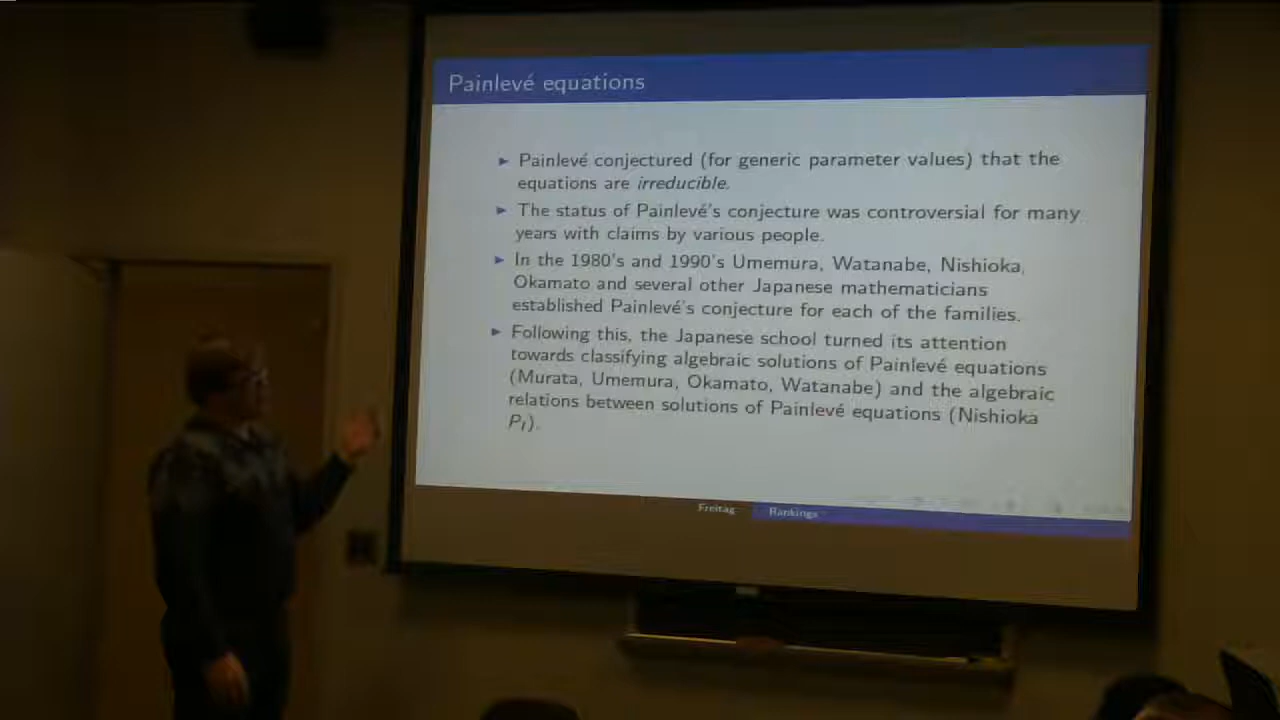 Painlevé equations
► Painlevé conjectured (for generic parameter values) that the
equations are irreducible.
► The status of Painlevé's conjecture was controversial for many
years with claims by various people.
► In the 1980's and 1990's Umemura, Watanabe, Nishioka,
Okamato and several other Japanese mathematicians
established Painlevé's conjecture for each of the families.
► Following this, the Japanese school turned its attention
towards classifying algebraic solutions of Painlevé equations
(Murata, Umemura, Okamato, Watanabe) and the algebraic
relations between solutions of Painlevé equations (Nishioka
P_I).
Freitag Rankings